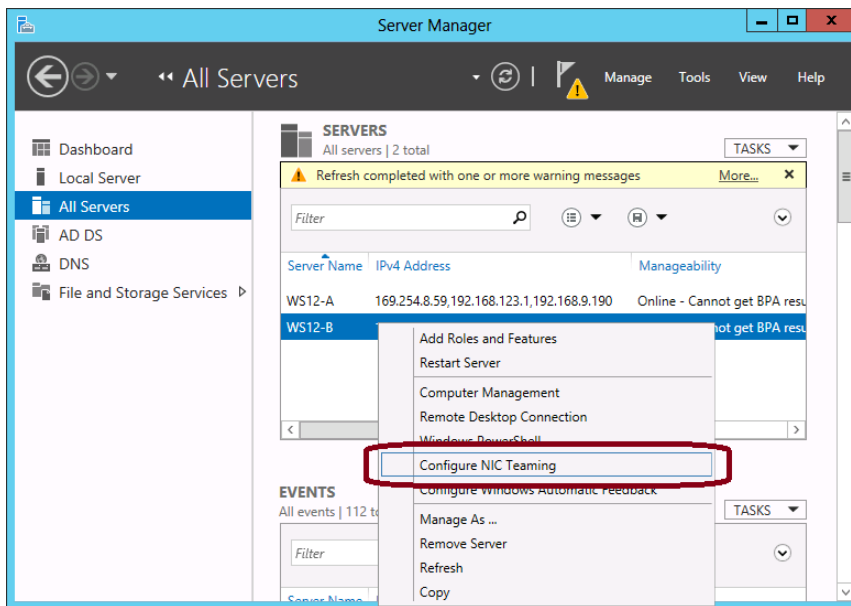 Server Manager
All Servers
Manage Tools View Help
Dashboard
Local Server
All Servers
AD DS
DNS
File and Storage Services
SERVERS
All servers | 2 total
TASKS
Refresh completed with one or more warning messages More...
Filter
Server Name IPv4 Address Manageability
WS12-A 169.254.8.59,192.168.123.1,192.168.9.190 Online - Cannot get BPA resu
WS12-B not get BPA resu
Add Roles and Features
Restart Server
Computer Management
Remote Desktop Connection
Windows PowerShell
Configure NIC Teaming
Configure Windows Automatic Feedback
Manage As ...
Remove Server
Refresh
Copy
EVENTS
All events | 112 t
TASKS
Filter
Server Name